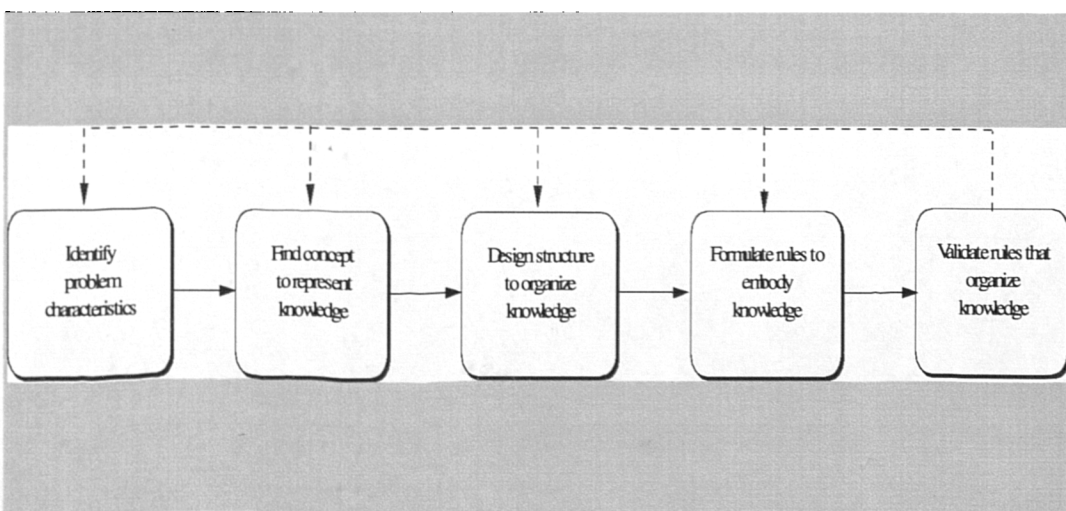 Identify
problem
characteristics
Find concept
to represent
knowledge
Design structure
to organize
knowledge
Formulate rules to
embody
knowledge
Validate rules that
organize
knowledge